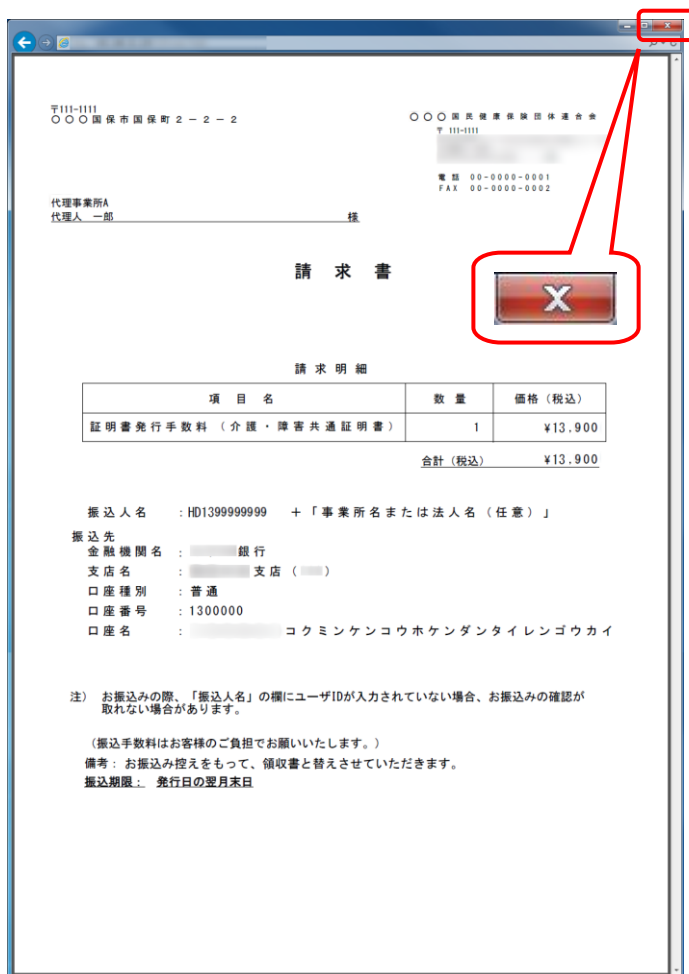 〒111-1111
〇〇〇国保市国保町２－２－２
〇〇〇国民健康保険団体連合会
〒 111-1111
電話 00-0000-0001
FAX 00-0000-0002
代理事業所A
代理人 一郎 様
請 求 書
X
請求明細
項 目 名 数 量 価格（税込）
証明書発行手数料（介護・障害共通証明書） 1 ¥13,900
合計（税込） ¥13,900
振込人名 :HD1399999999 ＋「事業所名または法人名（任意）」
振込先
金融機関名 : 銀行
支店名 : 支店（ ）
口座種別 : 普通
口座番号 : 1300000
口座名 : コクミンケンコウホケンダンタイレンゴウカイ
注） お振込みの際、「振込人名」の欄にユーザIDが入力されていない場合、お振込みの確認が
取れない場合があります。
（振込手数料はお客様のご負担でお願いいたします。）
備考： お振込み控えをもって、領収書と替えさせていただきます。
振込期限： 発行日の翌月末日